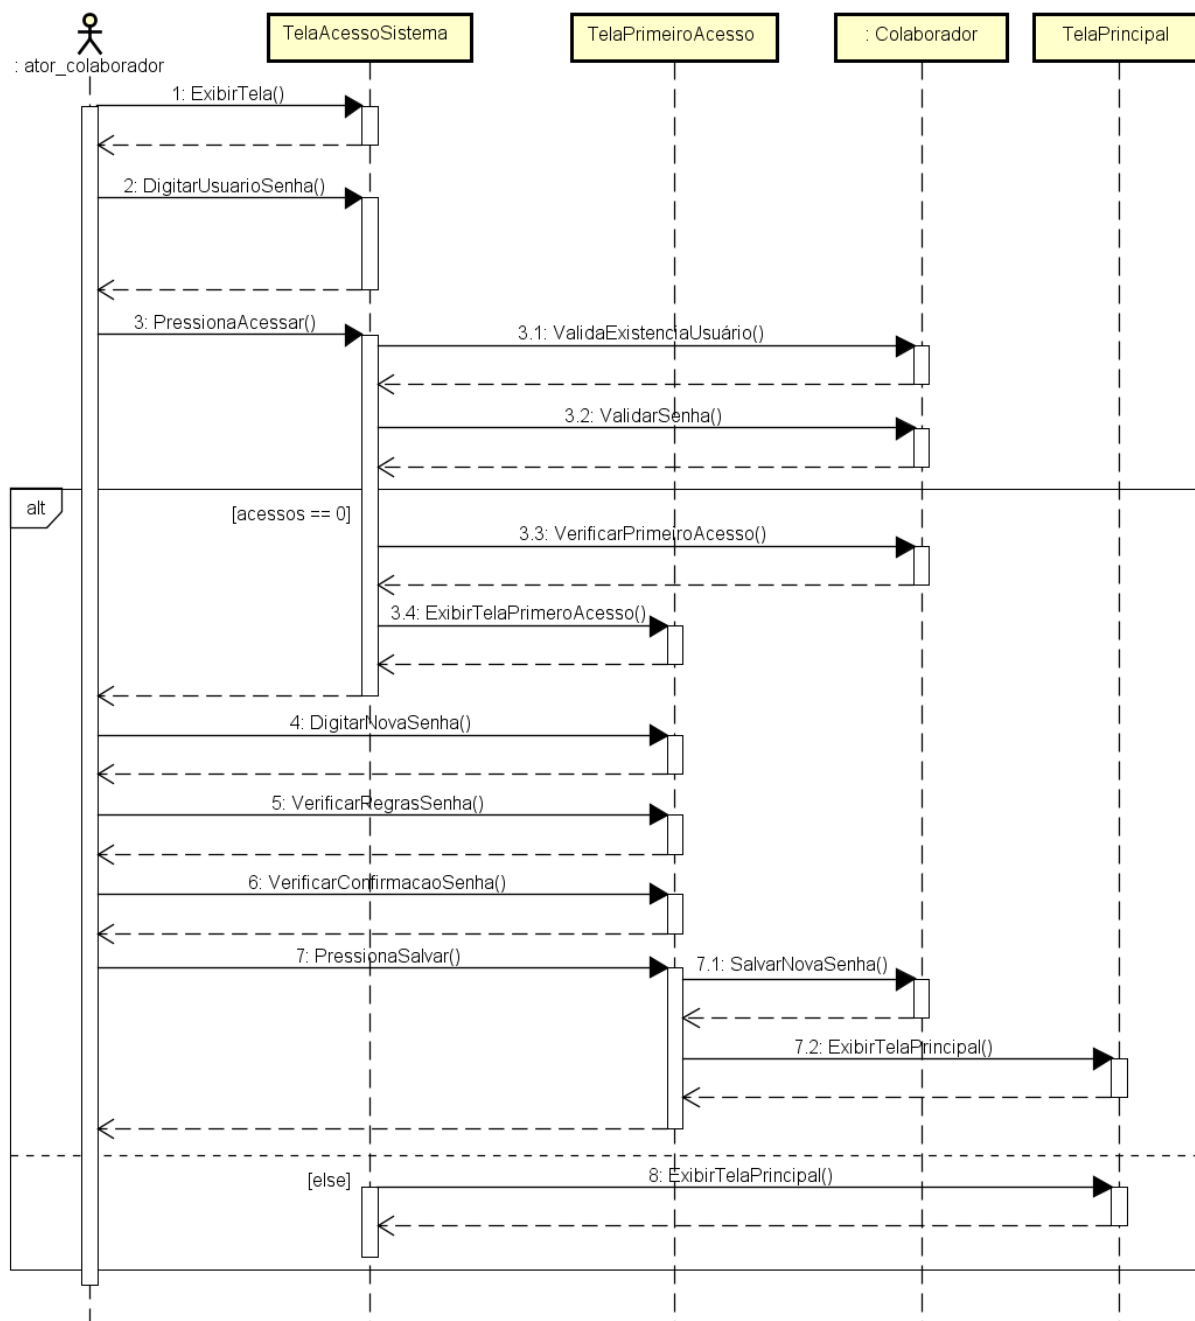 TelaAcessoSistema
TelaPrimeiroAcesso
: Colaborador
TelaPrincipal
: ator_colaborador
1: ExibirTela()
2: DigitarUsuarioSenha()
3: PressionaAcessar()
3.1: ValidaExistenciaUsuário()
3.2: ValidarSenha()
alt
[acessos == 0]
3.3: VerificarPrimeiroAcesso()
3.4: ExibirTelaPrimeroAcesso()
4: DigitarNovaSenha()
5: VerificarRegrasSenha()
6: VerificarConfirmacaoSenha()
7: PressionaSalvar()
7.1: SalvarNovaSenha()
7.2: ExibirTelaPrincipal()
[else]
8: ExibirTelaPrincipal()